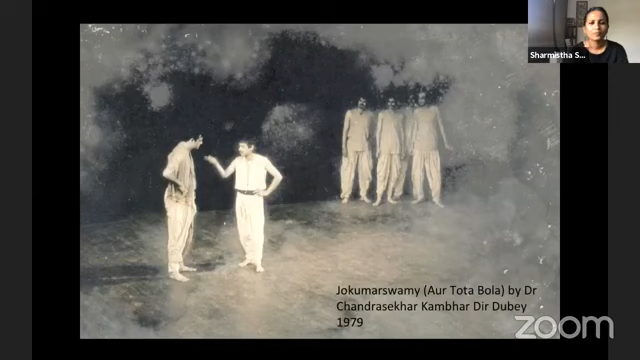 Sharmistha S...
Jokumarswamy (Aur Tota Bola) by Dr
Chandrasekhar Kambhar Dir Dubey
1979
zoom